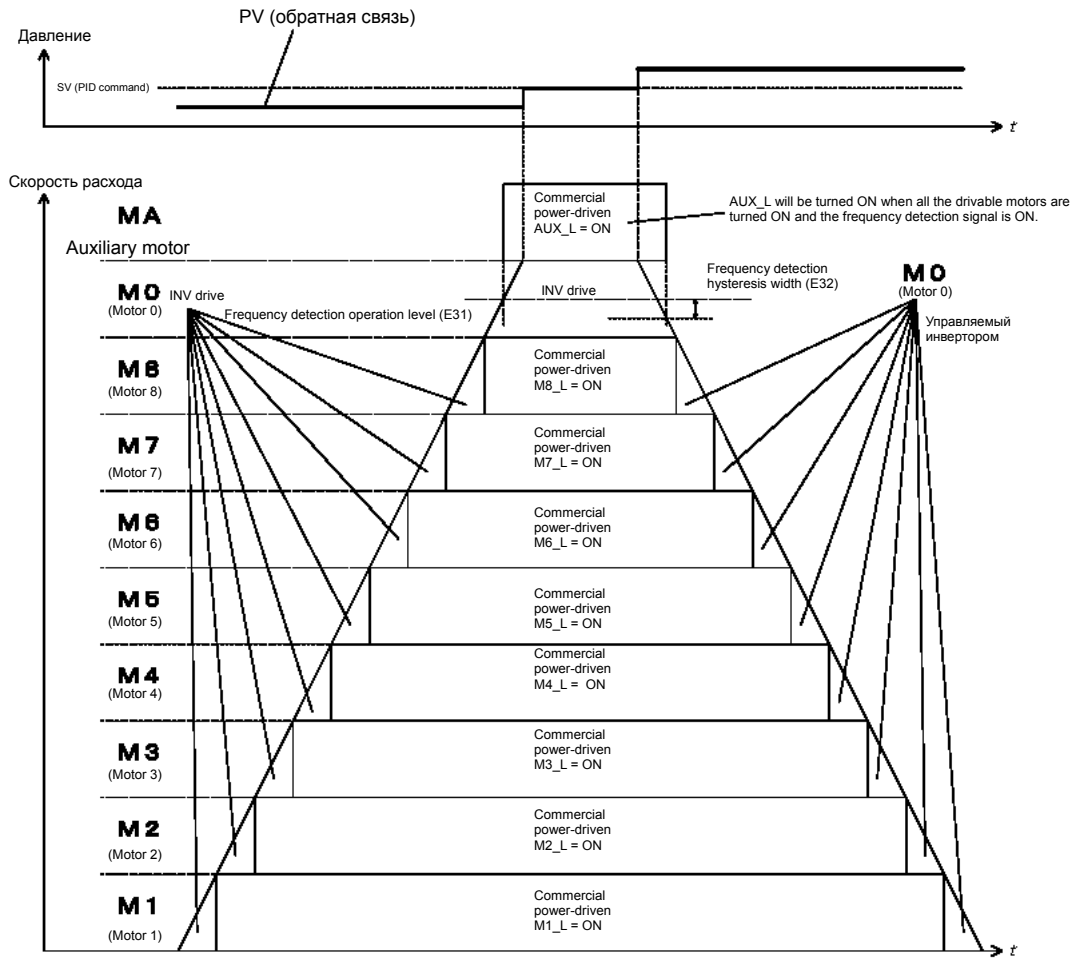 PV (обратная связь)
Давление
SV (PID command)
t
Скорость расхода
MA
Auxiliary motor
Commercial
power-driven
AUX_L = ON
AUX_L will be turned ON when all the drivable motors are
turned ON and the frequency detection signal is ON.
M0
(Motor 0)
INV drive
Frequency detection operation level (E31)
INV drive
Frequency detection
hysteresis width (E32)
M0
(Motor 0)
Управляемый
инвертором
M8
(Motor 8)
Commercial
power-driven
M8_L = ON
M7
(Motor 7)
Commercial
power-driven
M7_L = ON
M6
(Motor 6)
Commercial
power-driven
M6_L = ON
M5
(Motor 5)
Commercial
power-driven
M5_L = ON
M4
(Motor 4)
Commercial
power-driven
M4_L = ON
M3
(Motor 3)
Commercial
power-driven
M3_L = ON
M2
(Motor 2)
Commercial
power-driven
M2_L = ON
M1
(Motor 1)
Commercial
power-driven
M1_L = ON
t